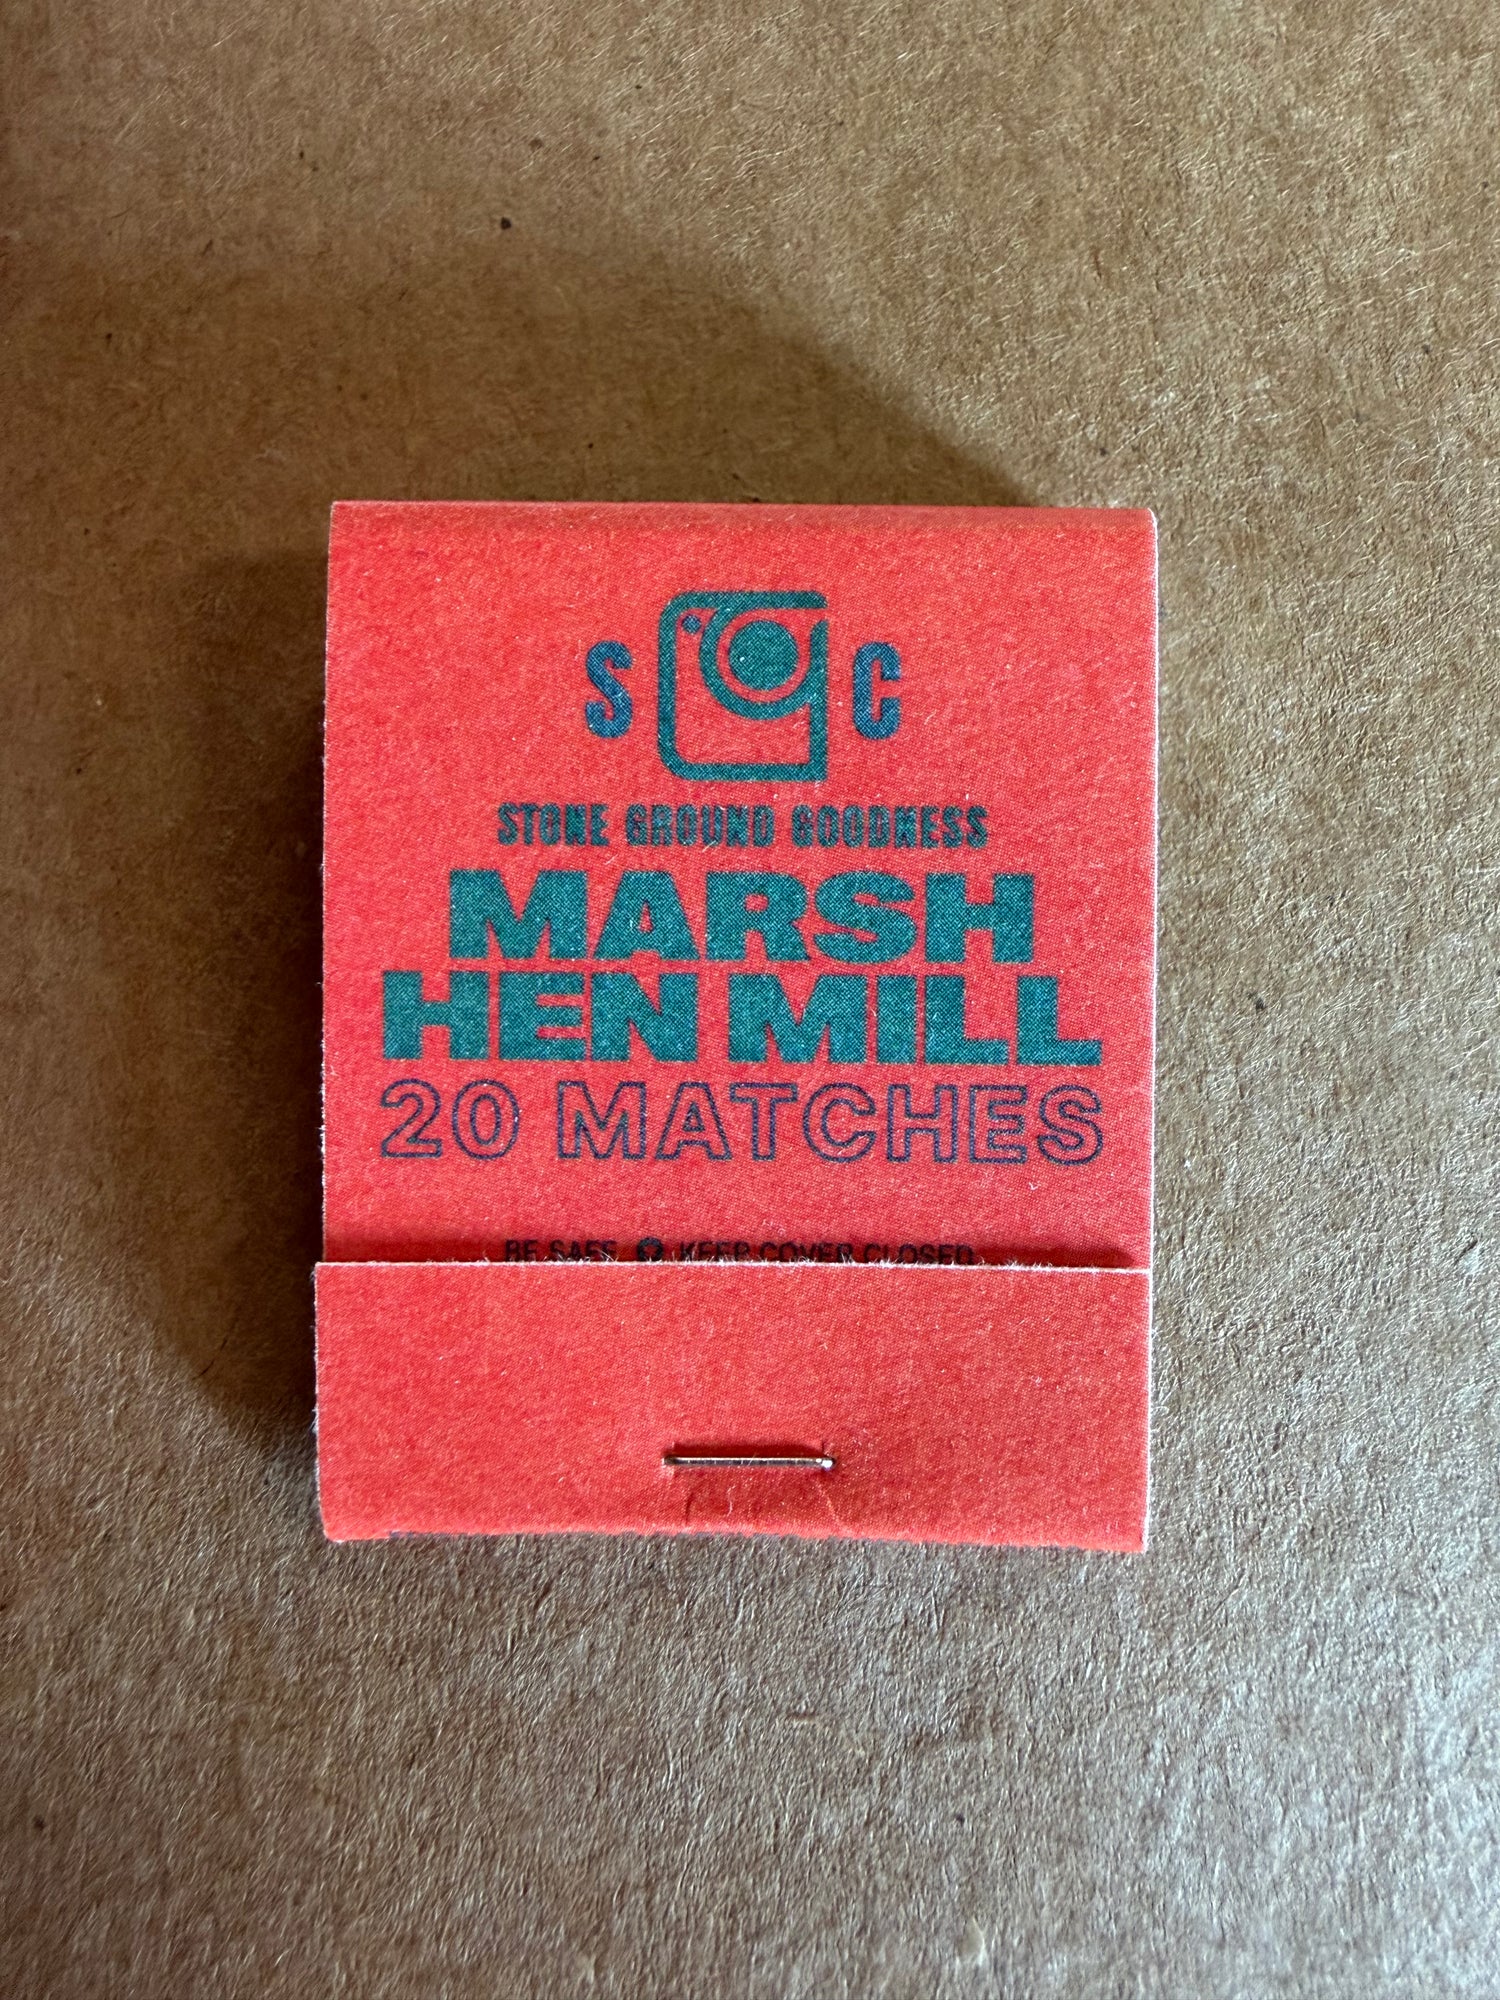 S C
STONE GROUND GOODNESS
MARSH
HEN MILL
20 MATCHES
BE SAFE KEEP COVER CLOSED